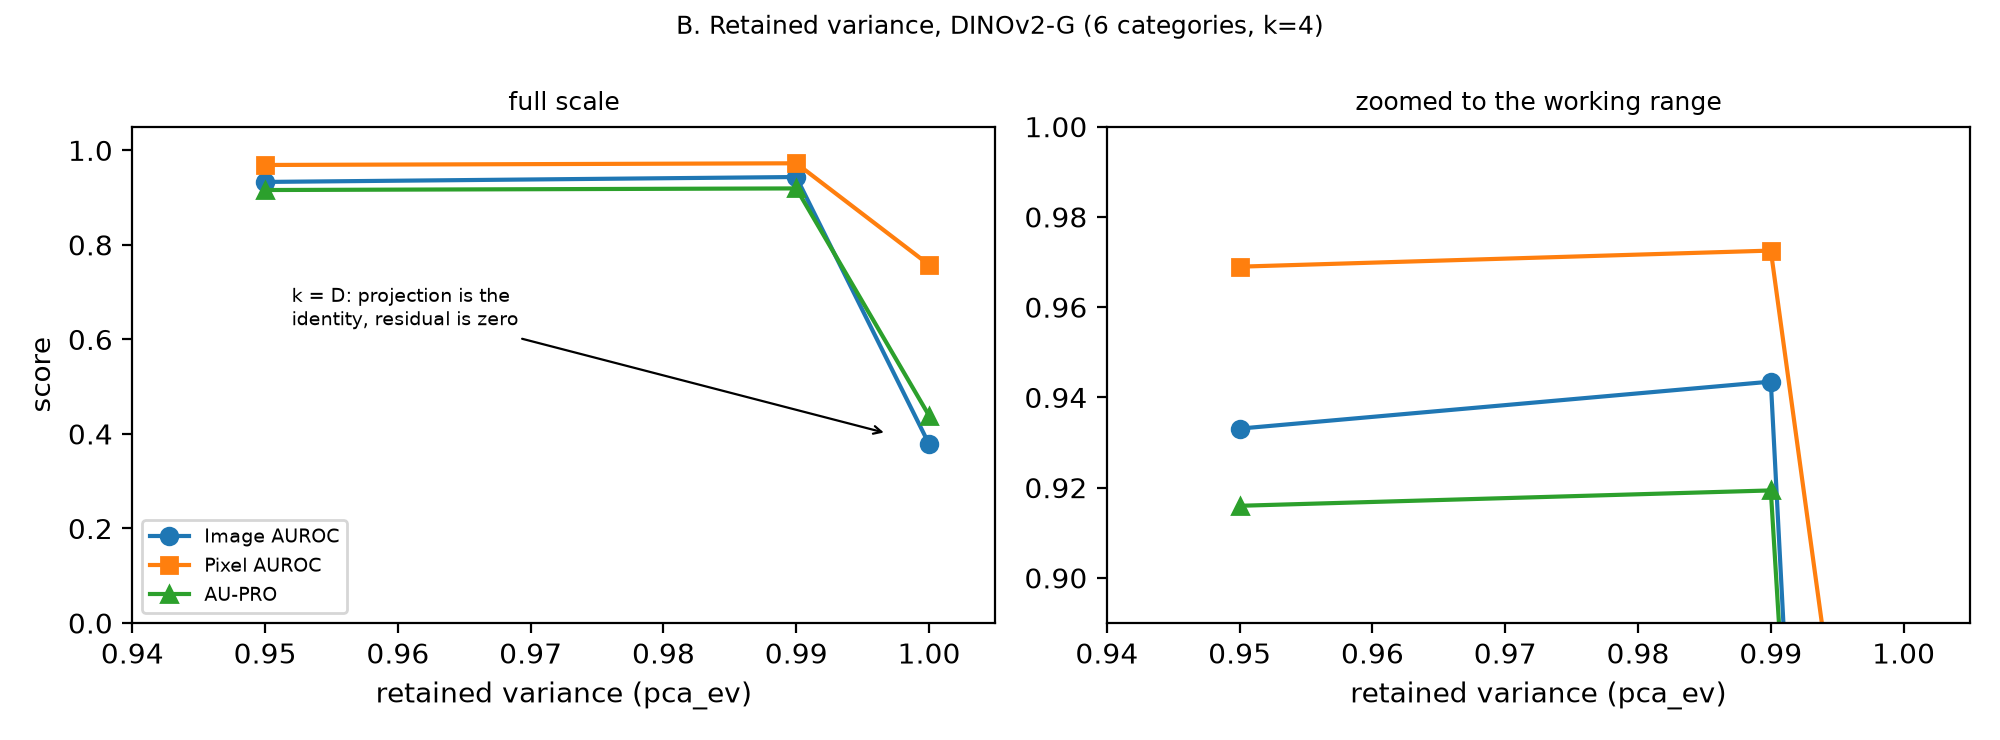 B. Retained variance, DINOv2-G (6 categories, k=4)
full scale
1.0
0.8
0.6
0.4
0.2
0.0
score
k = D: projection is the
identity, residual is zero
Image AUROC
Pixel AUROC
AU-PRO
0.94 0.95 0.96 0.97 0.98 0.99 1.00
retained variance (pca_ev)
zoomed to the working range
1.00
0.98
0.96
0.94
0.92
0.90
0.94 0.95 0.96 0.97 0.98 0.99 1.00
retained variance (pca_ev)